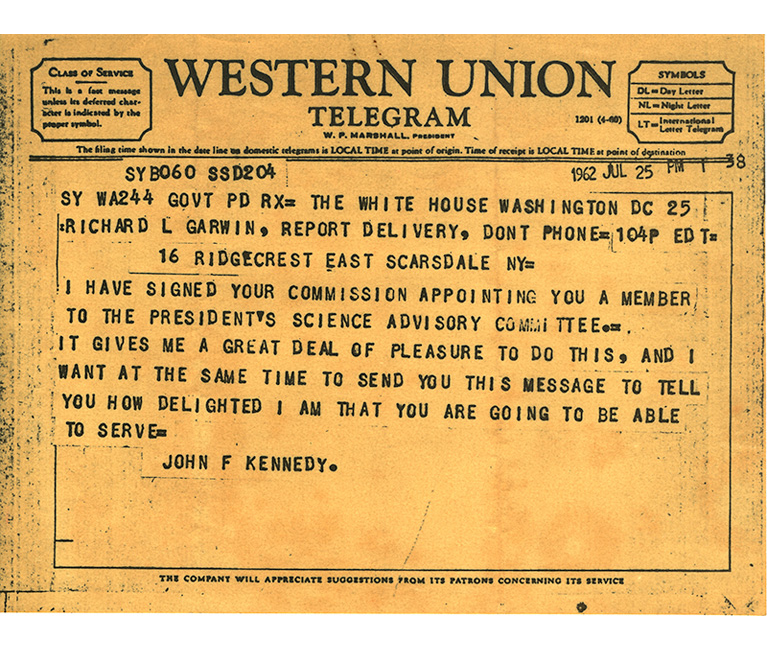 CLASS OF SERVICE
This is a fast message
unless its deferred char-
acter is indicated by the
proper symbol.
WESTERN UNION
TELEGRAM
W. P. MARSHALL, PRESIDENT
1201 (4-60)
SYMBOLS
DL=Day Letter
NL=Night Letter
LT=International
Letter Telegram
The filing time shown in the date line on domestic telegrams is LOCAL TIME at point of origin. Time of receipt is LOCAL TIME at point of destination
SYB060 SSD204
1962 JUL 25 PM 1 38
SY WA244 GOVT PD RX= THE WHITE HOUSE WASHINGTON DC 25
=RICHARD L GARWIN, REPORT DELIVERY, DONT PHONE= 104P EDT=
16 RIDGECREST EAST SCARSDALE NY=
I HAVE SIGNED YOUR COMMISSION APPOINTING YOU A MEMBER
TO THE PRESIDENT'S SCIENCE ADVISORY COMMITTEE.=
IT GIVES ME A GREAT DEAL OF PLEASURE TO DO THIS, AND I
WANT AT THE SAME TIME TO SEND YOU THIS MESSAGE TO TELL
YOU HOW DELIGHTED I AM THAT YOU ARE GOING TO BE ABLE
TO SERVE=
JOHN F KENNEDY.
THE COMPANY WILL APPRECIATE SUGGESTIONS FROM ITS PATRONS CONCERNING ITS SERVICE